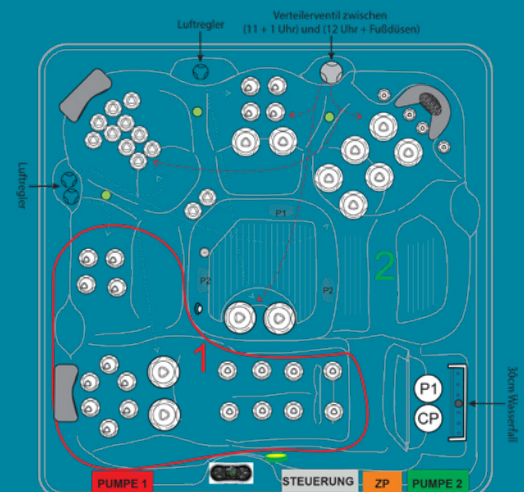 Luftregler
Verteilerventil zwischen
(11 + 1 Uhr) und (12 Uhr + Fußdüsen)
Luftregler
P1
P2
P2
2
1
P1
CP
30cm Wasserfall
PUMPE 1
STEUERUNG
ZP
PUMPE 2